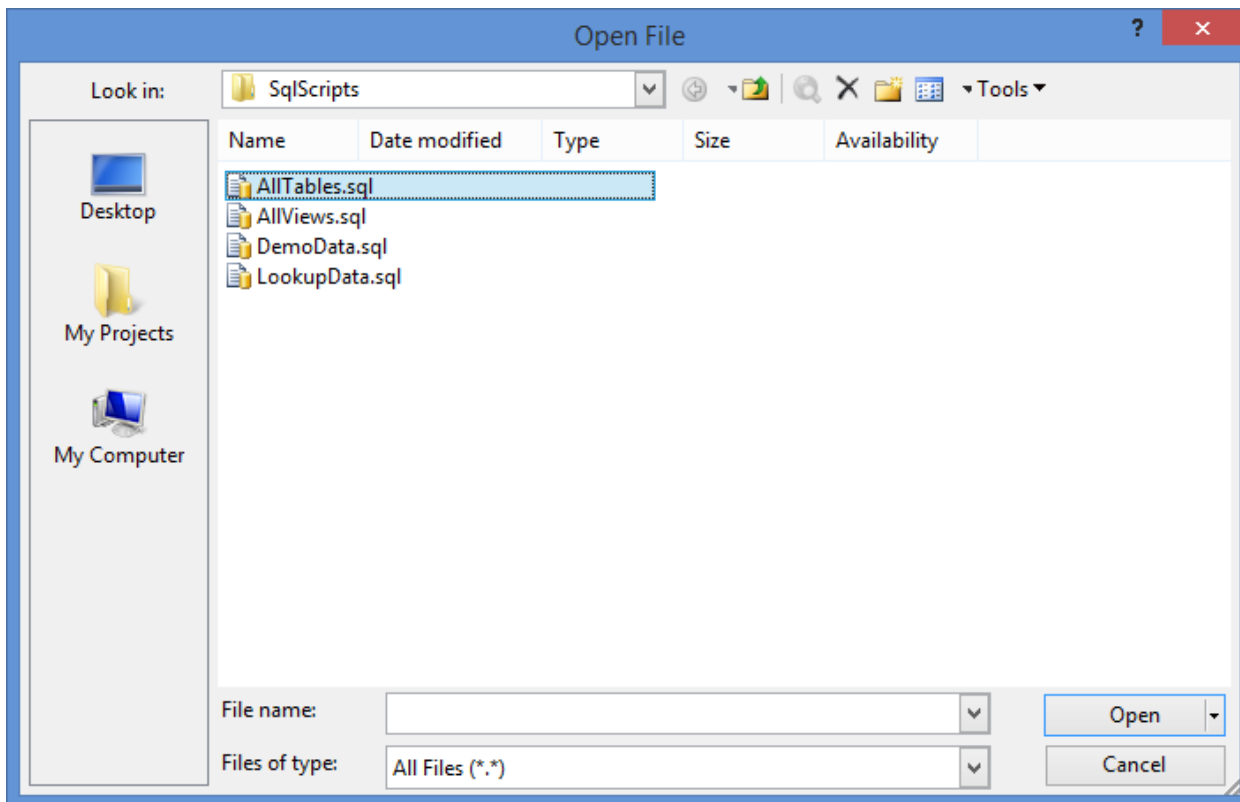 Open File
?
Look in: SqlScripts Tools
Name Date modified Type Size Availability
AllTables.sql
AllViews.sql
DemoData.sql
LookupData.sql
Desktop
My Projects
My Computer
File name: Open
Files of type: All Files (*.*) Cancel